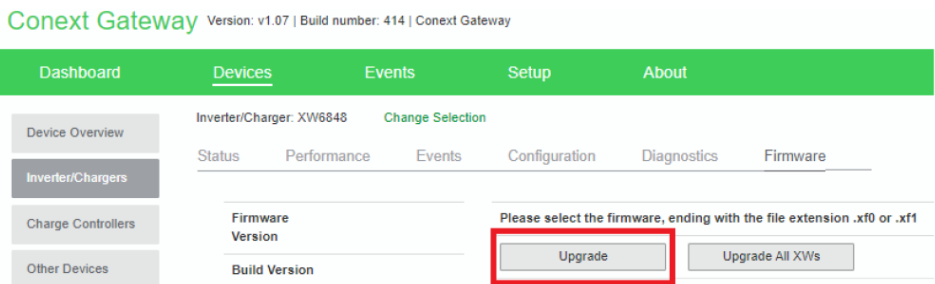 Conext Gateway Version: v1.07 | Build number: 414 | Conext Gateway
Dashboard Devices Events Setup About
Device Overview
Inverter/Chargers
Charge Controllers
Other Devices
Inverter/Charger: XW6848 Change Selection
Status Performance Events Configuration Diagnostics Firmware
Firmware
Version
Build Version
Please select the firmware, ending with the file extension .xf0 or .xf1
Upgrade Upgrade All XWs